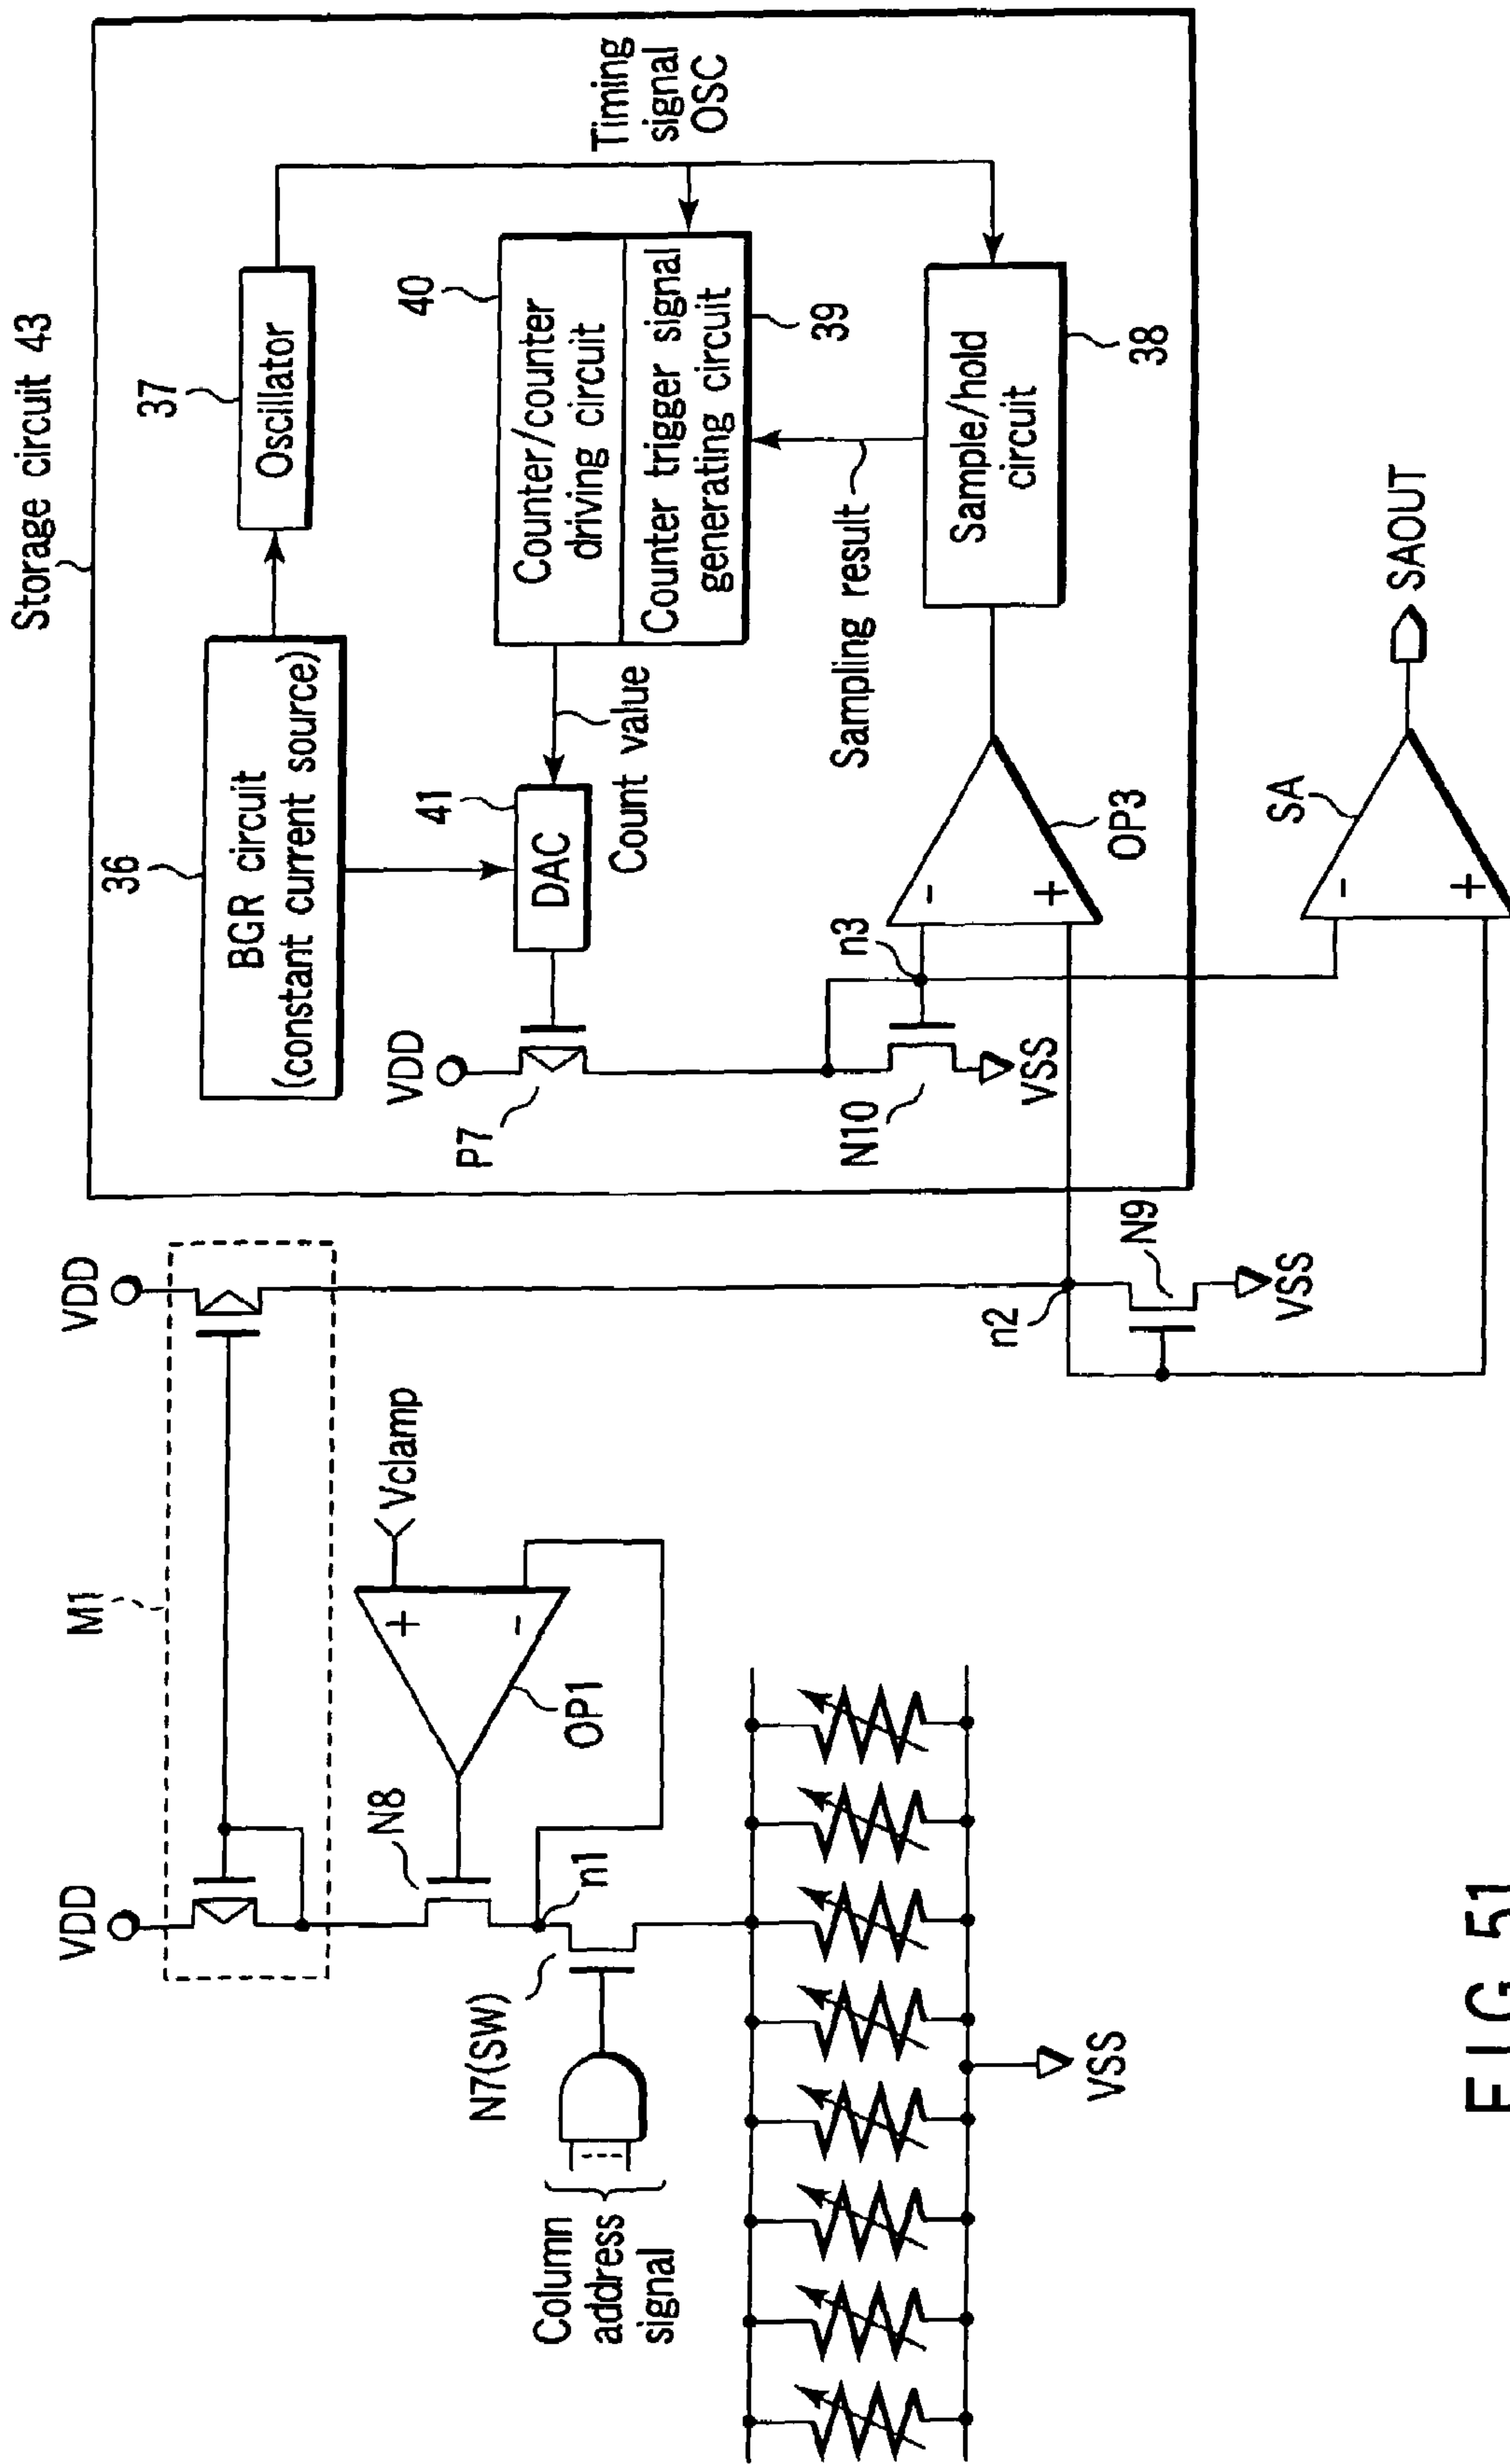 Storage circuit 43
36
BGR circuit
(constant current source)
37
Oscillator
Timing
signal
OSC
VDD
P7
41
DAC
Count value
40
Counter/counter
driving circuit
Counter trigger signal
generating circuit
39
Sampling result
N10
VSS
n3
-
+
OP3
Sample/hold
circuit
38
VDD
M1
VDD
N8
Vclamp
+
-
OP1
n1
N7(SW)
Column
address
signal
VSS
n2
N9
VSS
SA
-
+
SAOUT
FIG. 51